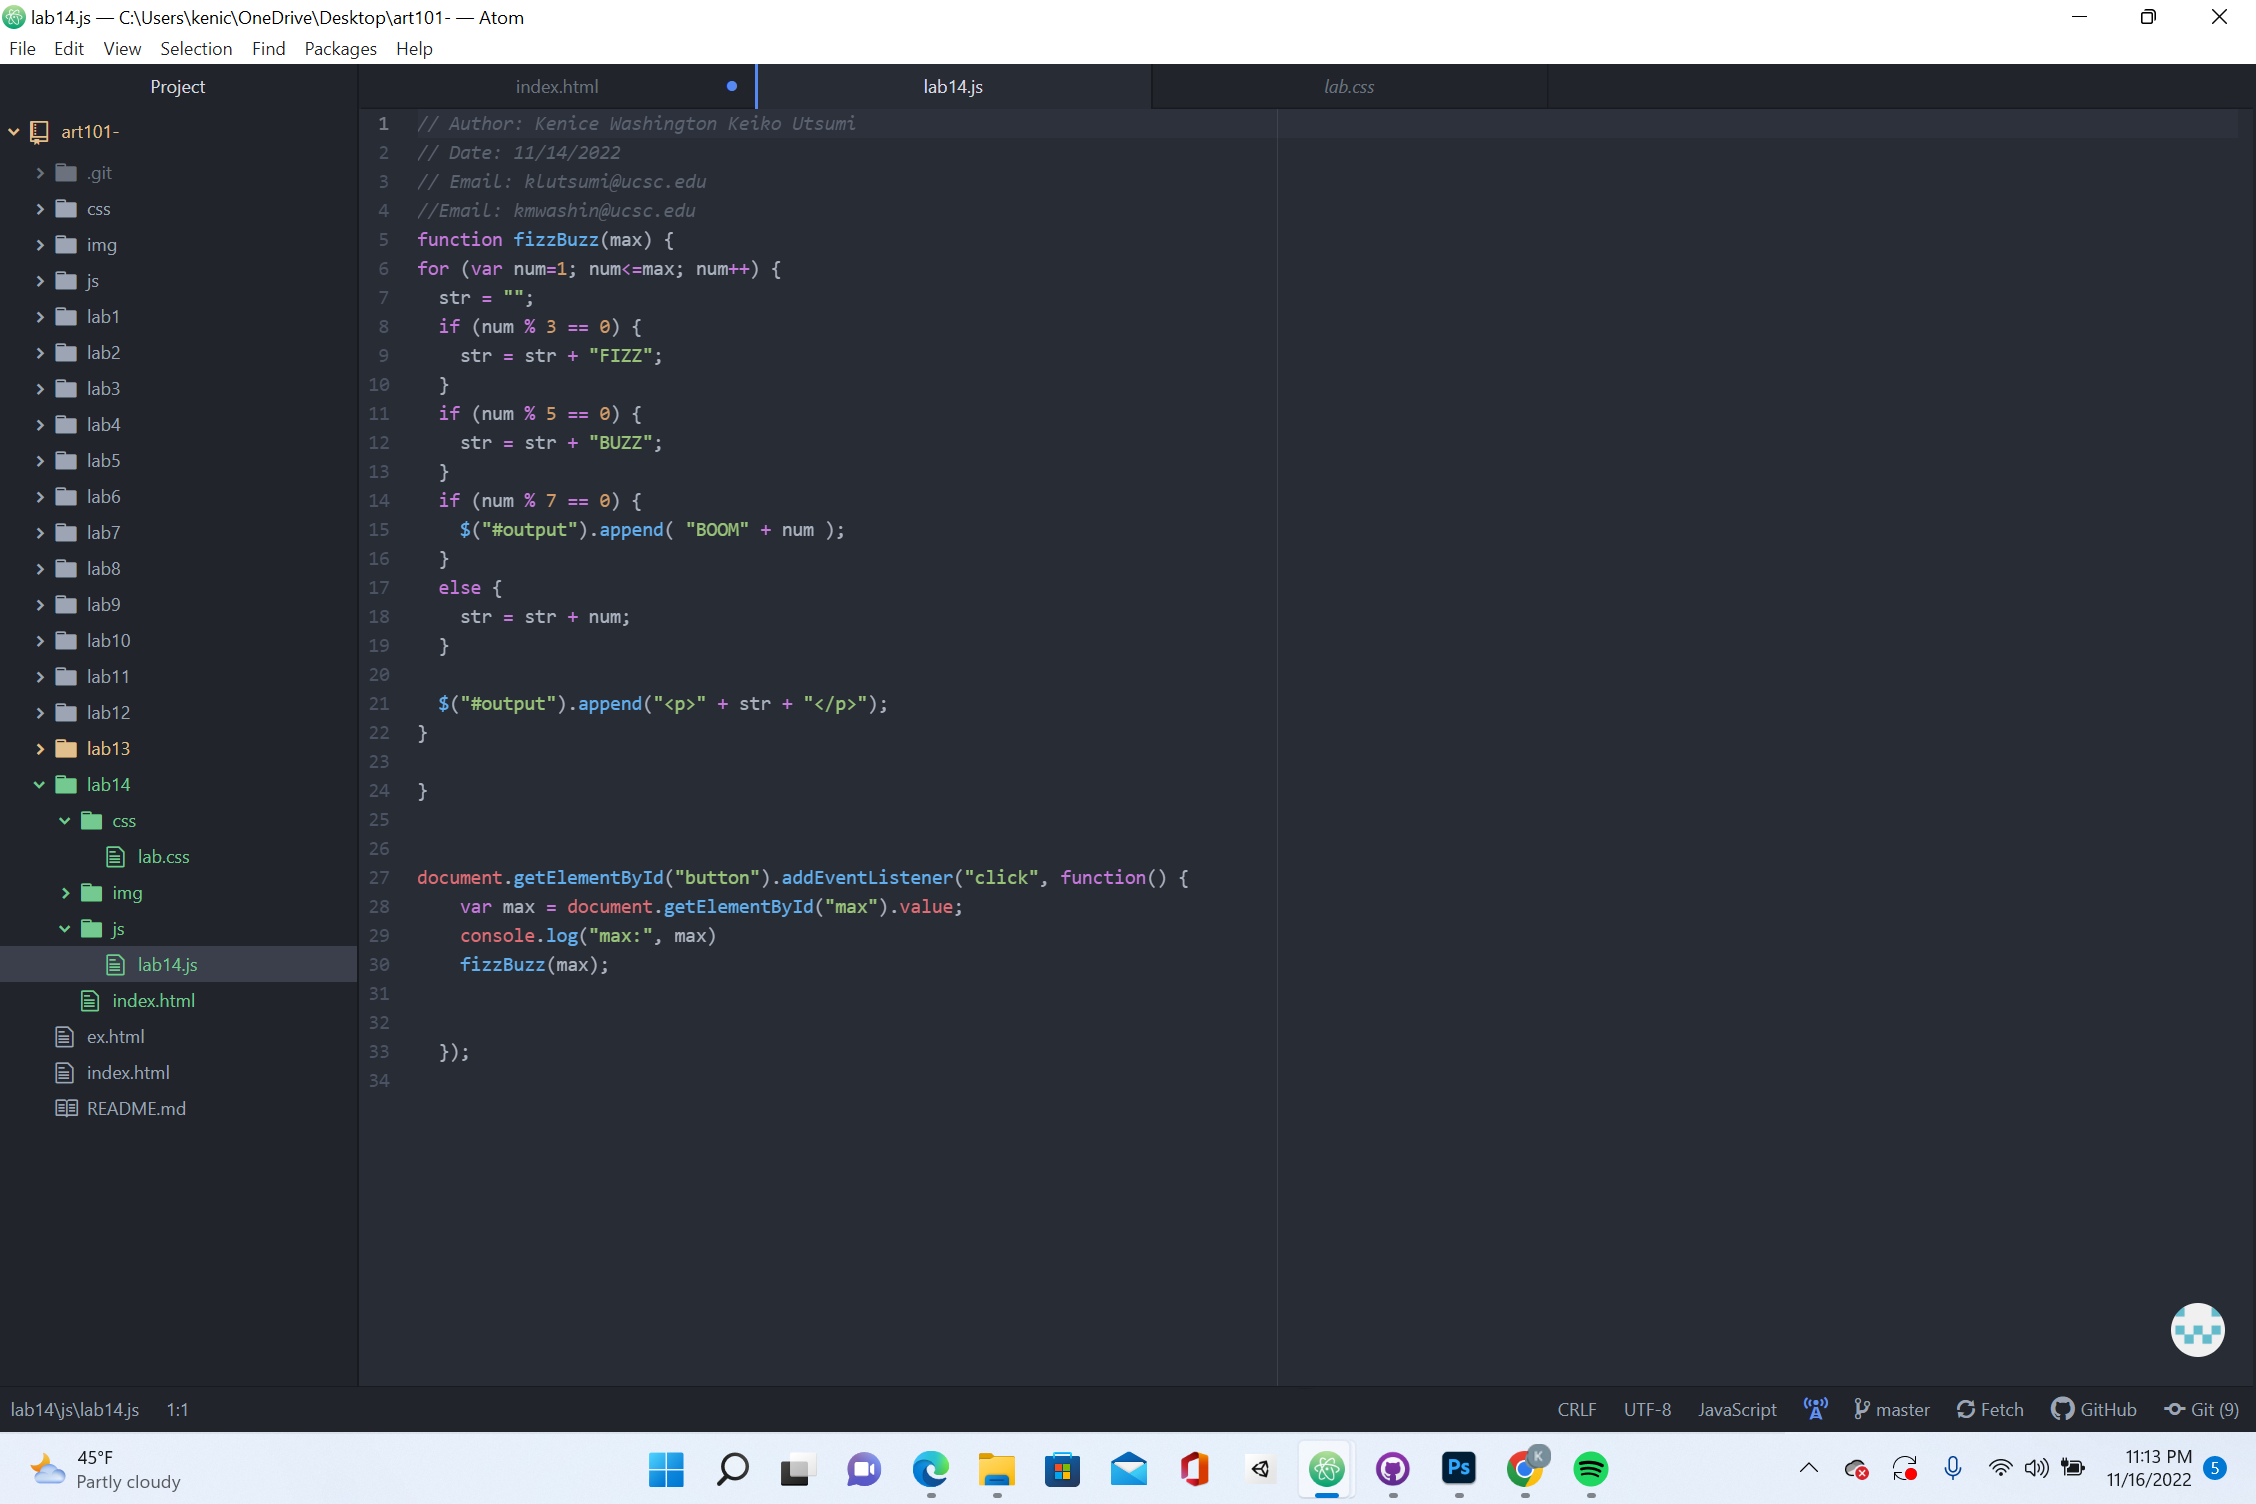 lab14.js — C:\Users\kenic\OneDrive\Desktop\art101- — Atom
File Edit View Selection Find Packages Help
Project
index.html
lab14.js
lab.css
art101-
.git
css
img
js
lab1
lab2
lab3
lab4
lab5
lab6
lab7
lab8
lab9
lab10
lab11
lab12
lab13
lab14
css
lab.css
img
js
lab14.js
index.html
ex.html
index.html
README.md
1 // Author: Kenice Washington Keiko Utsumi
2 // Date: 11/14/2022
3 // Email: klutsumi@ucsc.edu
4 //Email: kmwashin@ucsc.edu
5 function fizzBuzz(max) {
6 for (var num=1; num<=max; num++) {
7   str = "";
8   if (num % 3 == 0) {
9     str = str + "FIZZ";
10   }
11   if (num % 5 == 0) {
12     str = str + "BUZZ";
13   }
14   if (num % 7 == 0) {
15     $("#output").append( "BOOM" + num );
16   }
17   else {
18     str = str + num;
19   }
20
21   $("#output").append("<p>" + str + "</p>");
22 }
23
24 }
25
26
27 document.getElementById("button").addEventListener("click", function() {
28     var max = document.getElementById("max").value;
29     console.log("max:", max)
30     fizzBuzz(max);
31
32
33   });
34
lab14\js\lab14.js 1:1
CRLF UTF-8 JavaScript master Fetch GitHub Git (9)
45°F
Partly cloudy
Ps
K
11:13 PM
11/16/2022
5